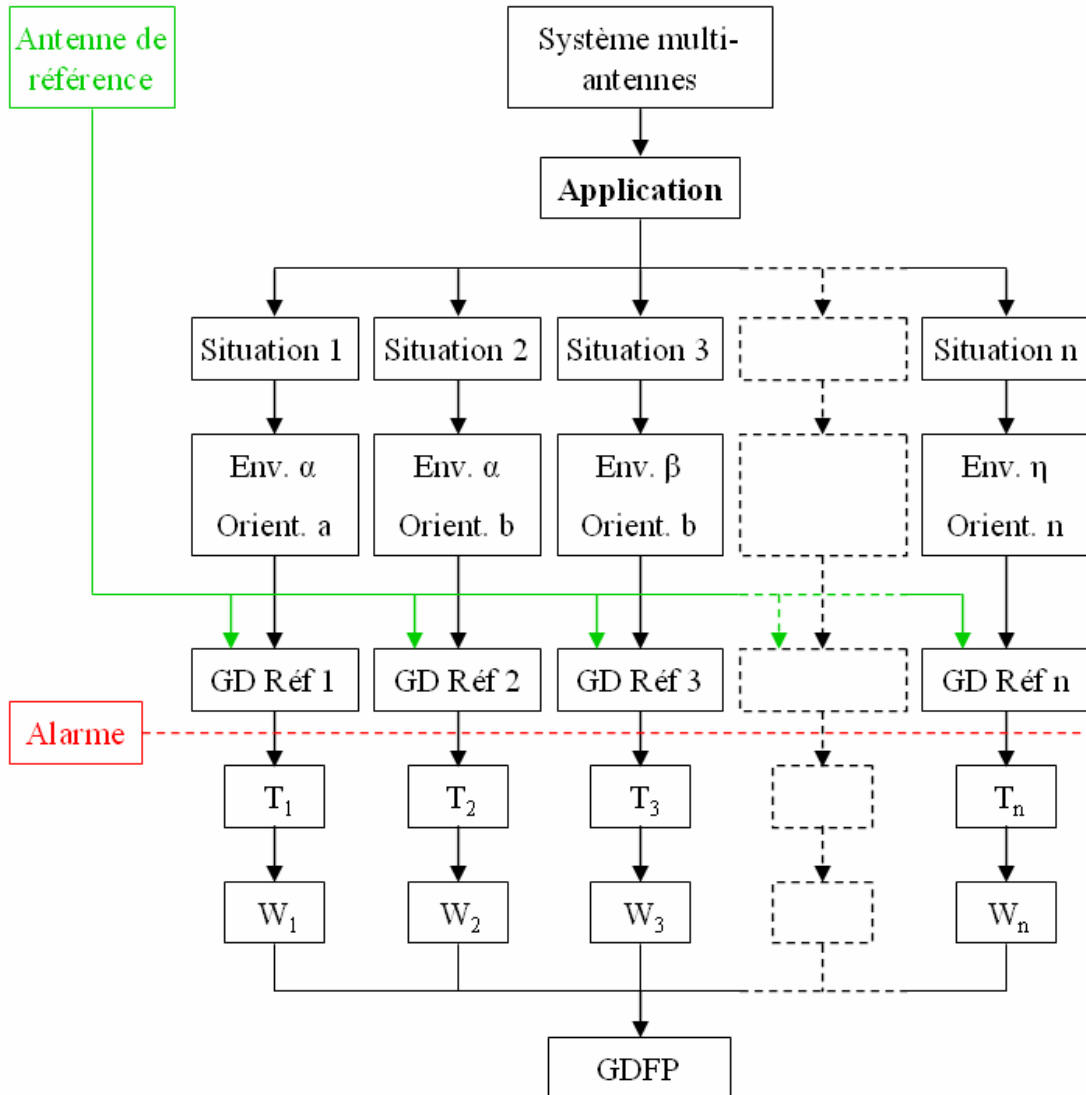 Antenne de
référence
Système multi-
antennes
Application
Situation 1
Situation 2
Situation 3
Situation n
Env. α
Orient. a
Env. α
Orient. b
Env. β
Orient. b
Env. η
Orient. n
GD Réf 1
GD Réf 2
GD Réf 3
GD Réf n
Alarme
T₁
T₂
T₃
Tₙ
W₁
W₂
W₃
Wₙ
GDFP